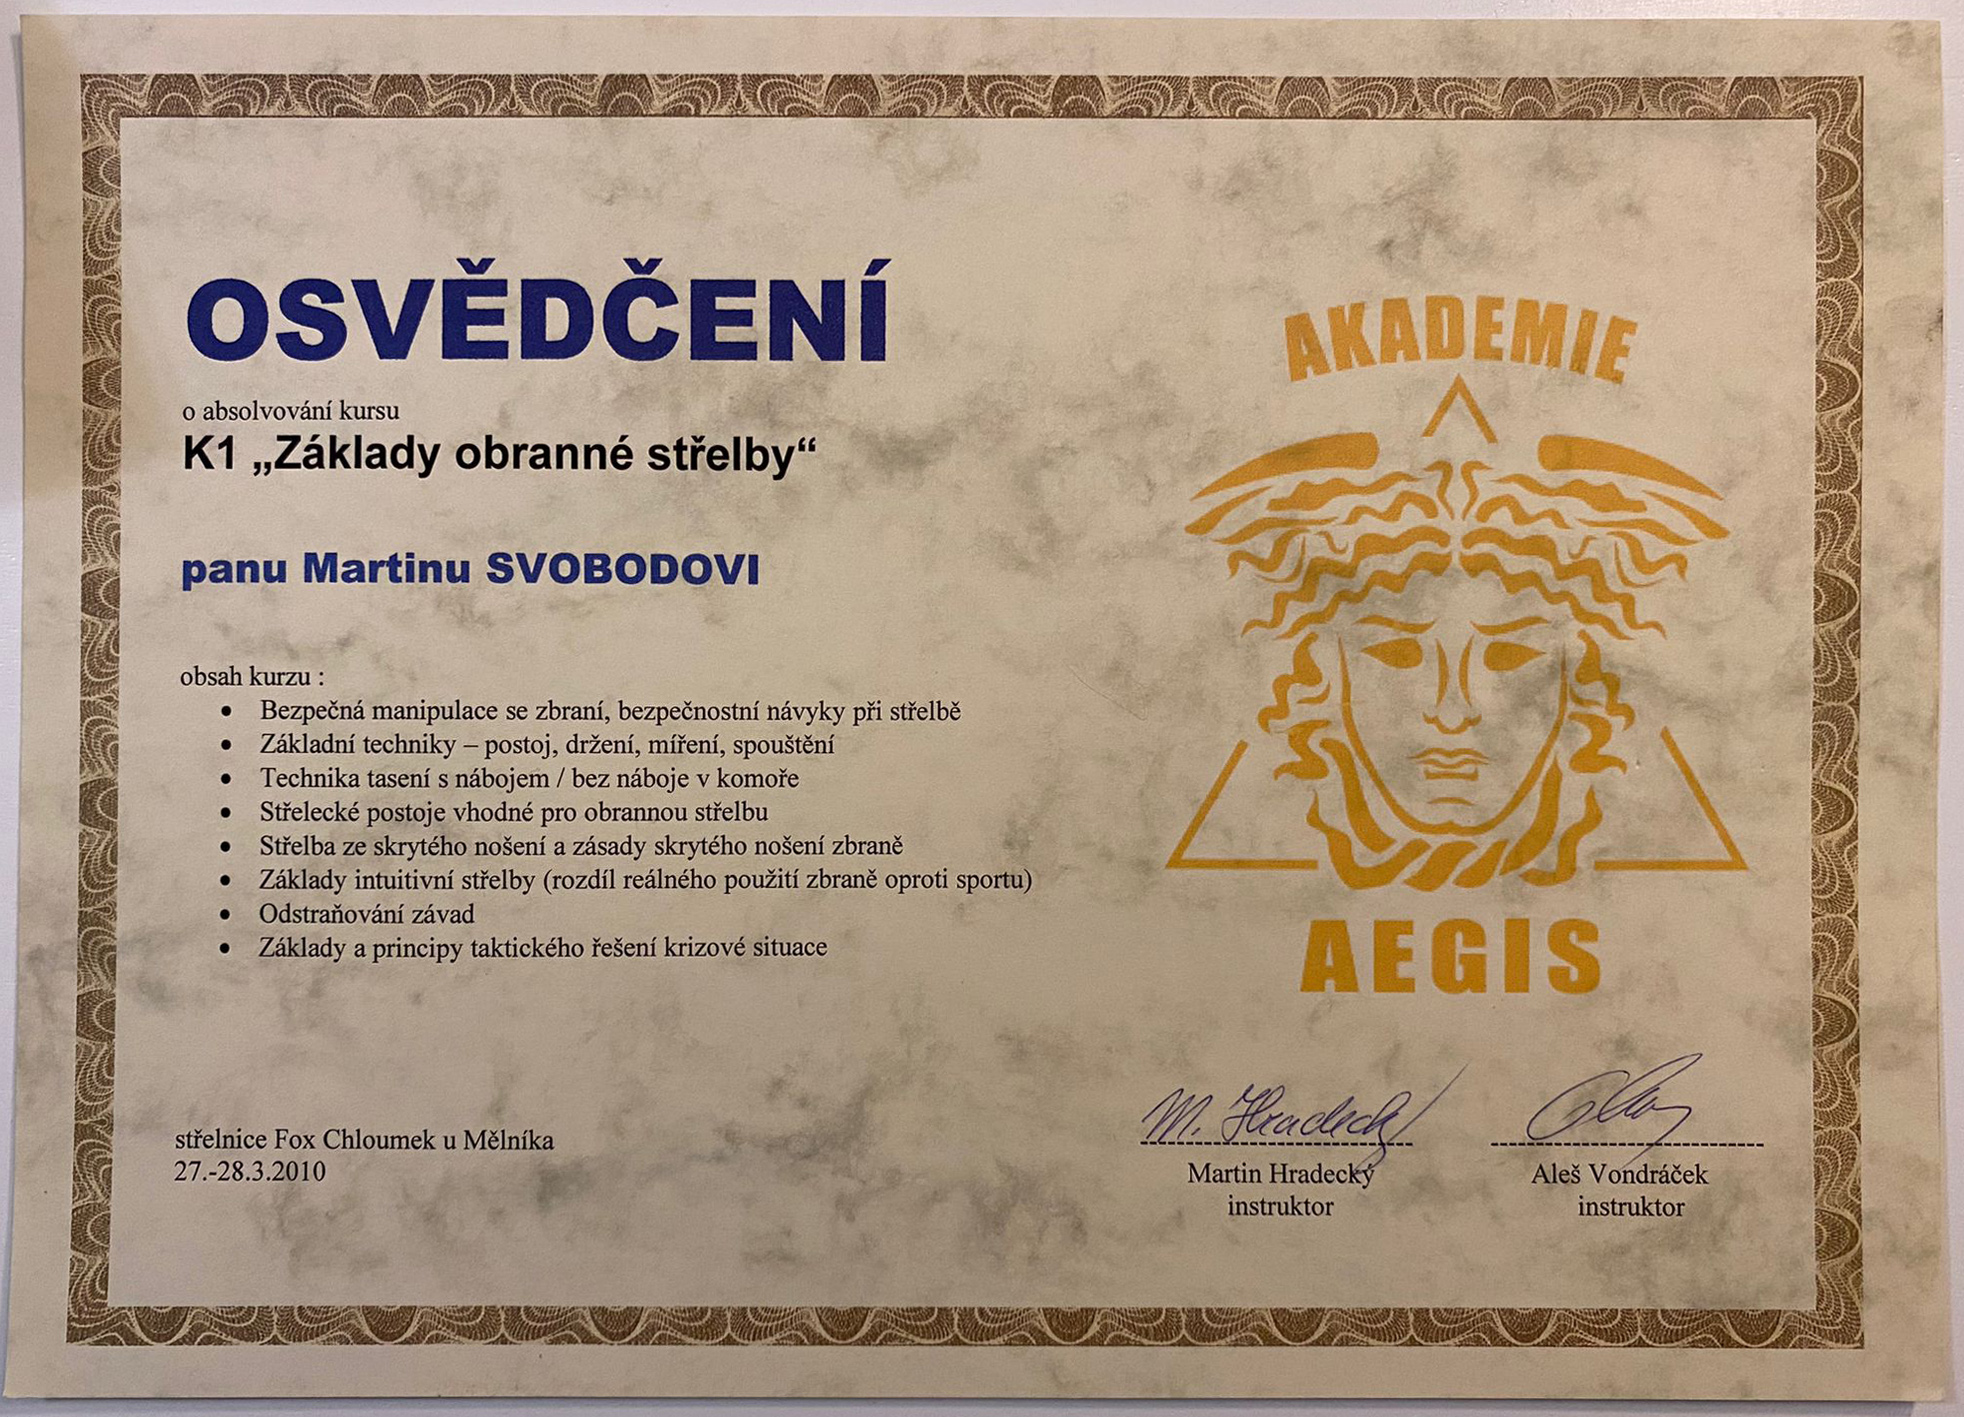 OSVĚDČENÍ
o absolvování kursu
K1 „Základy obranné střelby“
panu Martinu SVOBODOVI
obsah kurzu :
• Bezpečná manipulace se zbraní, bezpečnostní návyky při střelbě
• Základní techniky – postoj, držení, míření, spouštění
• Technika tasení s nábojem / bez náboje v komoře
• Střelecké postoje vhodné pro obrannou střelbu
• Střelba ze skrytého nošení a zásady skrytého nošení zbraně
• Základy intuitivní střelby (rozdíl reálného použití zbraně oproti sportu)
• Odstraňování závad
• Základy a principy taktického řešení krizové situace
střelnice Fox Chloumek u Mělníka
27.-28.3.2010
AKADEMIE
AEGIS
M. Hradecký
Martin Hradecký
instruktor
Aleš Vondráček
instruktor